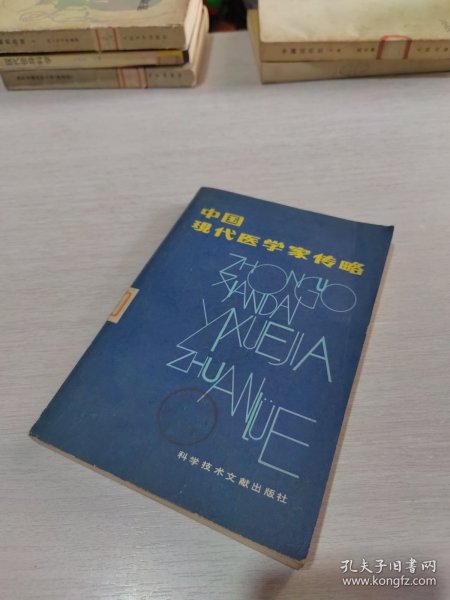 中国
现代医学家传略
ZHONGGUO
XIANDAI
YIXUEJIA
ZHUANLÜE
科学技术文献出版社
孔夫子旧书网
www.kongfz.com